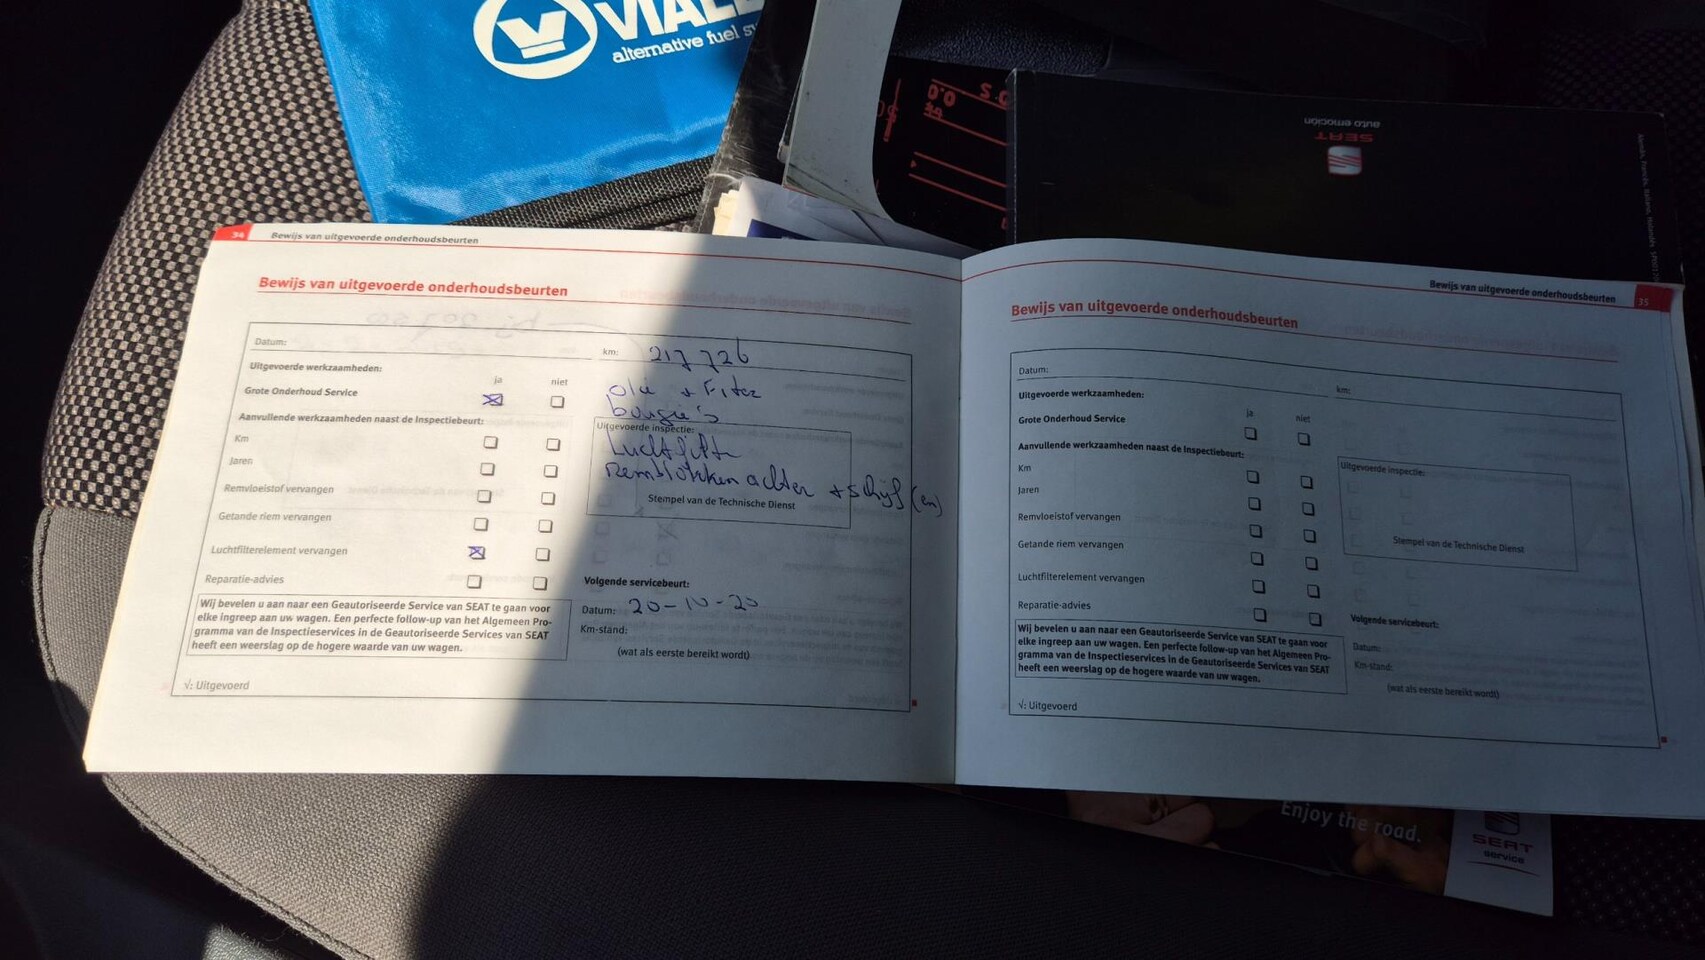 VIALL
alternative fuel sy
0.0
SEAT
auto emoción
34 Bewijs van uitgevoerde onderhoudsbeurten
Bewijs van uitgevoerde onderhoudsbeurten
Datum:
km: 217726
Uitgevoerde werkzaamheden:
ja niet
Grote Onderhoud Service
olie + Filter
bougie's
Aanvullende werkzaamheden naast de Inspectiebeurt:
Uitgevoerde inspectie:
Km
Luchtfilter
Jaren
Remblokken achter + schijf(en)
Remvloeistof vervangen
Stempel van de Technische Dienst
Getande riem vervangen
Luchtfilterelement vervangen
Reparatie-advies
Volgende servicebeurt:
Datum: 20-10-20
Km-stand:
(wat als eerste bereikt wordt)
Wij bevelen u aan naar een Geautoriseerde Service van SEAT te gaan voor
elke ingreep aan uw wagen. Een perfecte follow-up van het Algemeen Pro-
gramma van de Inspectieservices in de Geautoriseerde Services van SEAT
heeft een weerslag op de hogere waarde van uw wagen.
√: Uitgevoerd
Bewijs van uitgevoerde onderhoudsbeurten 35
Bewijs van uitgevoerde onderhoudsbeurten
Datum:
km:
Uitgevoerde werkzaamheden:
ja niet
Grote Onderhoud Service
Aanvullende werkzaamheden naast de Inspectiebeurt:
Uitgevoerde inspectie:
Km
Jaren
Remvloeistof vervangen
Stempel van de Technische Dienst
Getande riem vervangen
Luchtfilterelement vervangen
Reparatie-advies
Volgende servicebeurt:
Datum:
Km-stand:
(wat als eerste bereikt wordt)
Wij bevelen u aan naar een Geautoriseerde Service van SEAT te gaan voor
elke ingreep aan uw wagen. Een perfecte follow-up van het Algemeen Pro-
gramma van de Inspectieservices in de Geautoriseerde Services van SEAT
heeft een weerslag op de hogere waarde van uw wagen.
√: Uitgevoerd
Enjoy the road.
SEAT
service